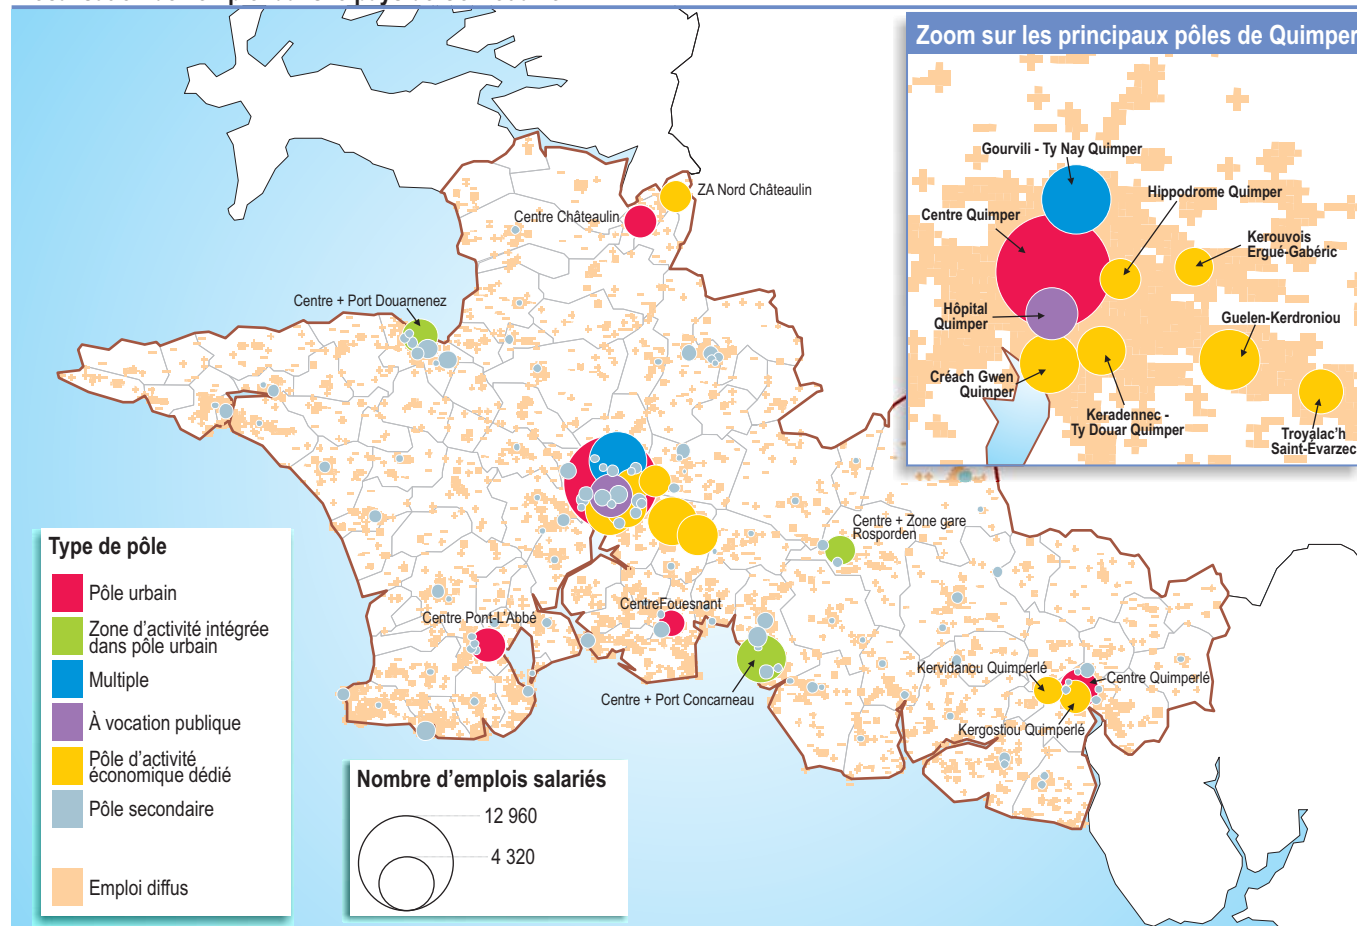 Zoom sur les principaux pôles de Quimper
Gourvili - Ty Nay Quimper
Hippodrome Quimper
Centre Quimper
Kerouvois
Ergué-Gabéric
Hôpital
Quimper
Guelen-Kerdroniou
Créach Gwen
Quimper
Keradennec -
Ty Douar Quimper
Troyalac'h
Saint-Évarzec
ZA Nord Châteaulin
Centre Châteaulin
Centre + Port Douarnenez
Centre + Zone gare
Rosporden
CentreFouesnant
Centre Pont-L'Abbé
Centre + Port Concarneau
Kervidanou Quimperlé
Centre Quimperlé
Kergostiou Quimperlé
Type de pôle
Pôle urbain
Zone d'activité intégrée
dans pôle urbain
Multiple
À vocation publique
Pôle d'activité
économique dédié
Pôle secondaire
Emploi diffus
Nombre d'emplois salariés
12 960
4 320